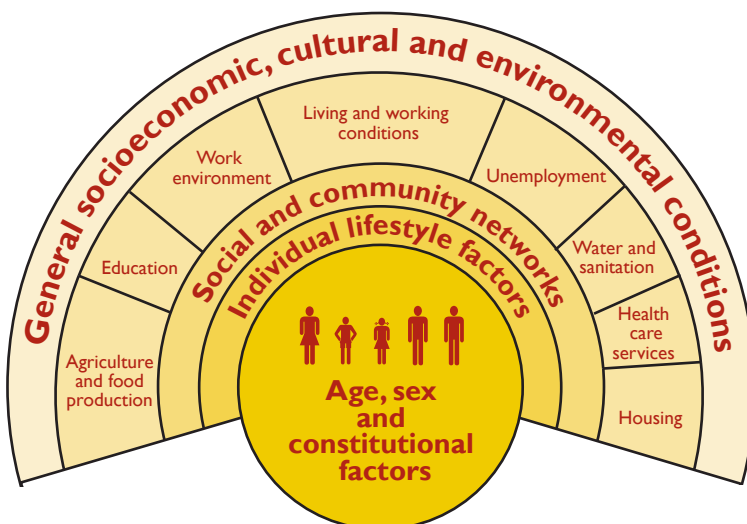 General socioeconomic, cultural and environmental conditions
Living and working
conditions
Work
environment
Unemployment
Education
Water and
sanitation
Agriculture
and food
production
Health
care
services
Housing
Social and community networks
Individual lifestyle factors
Age, sex
and
constitutional
factors